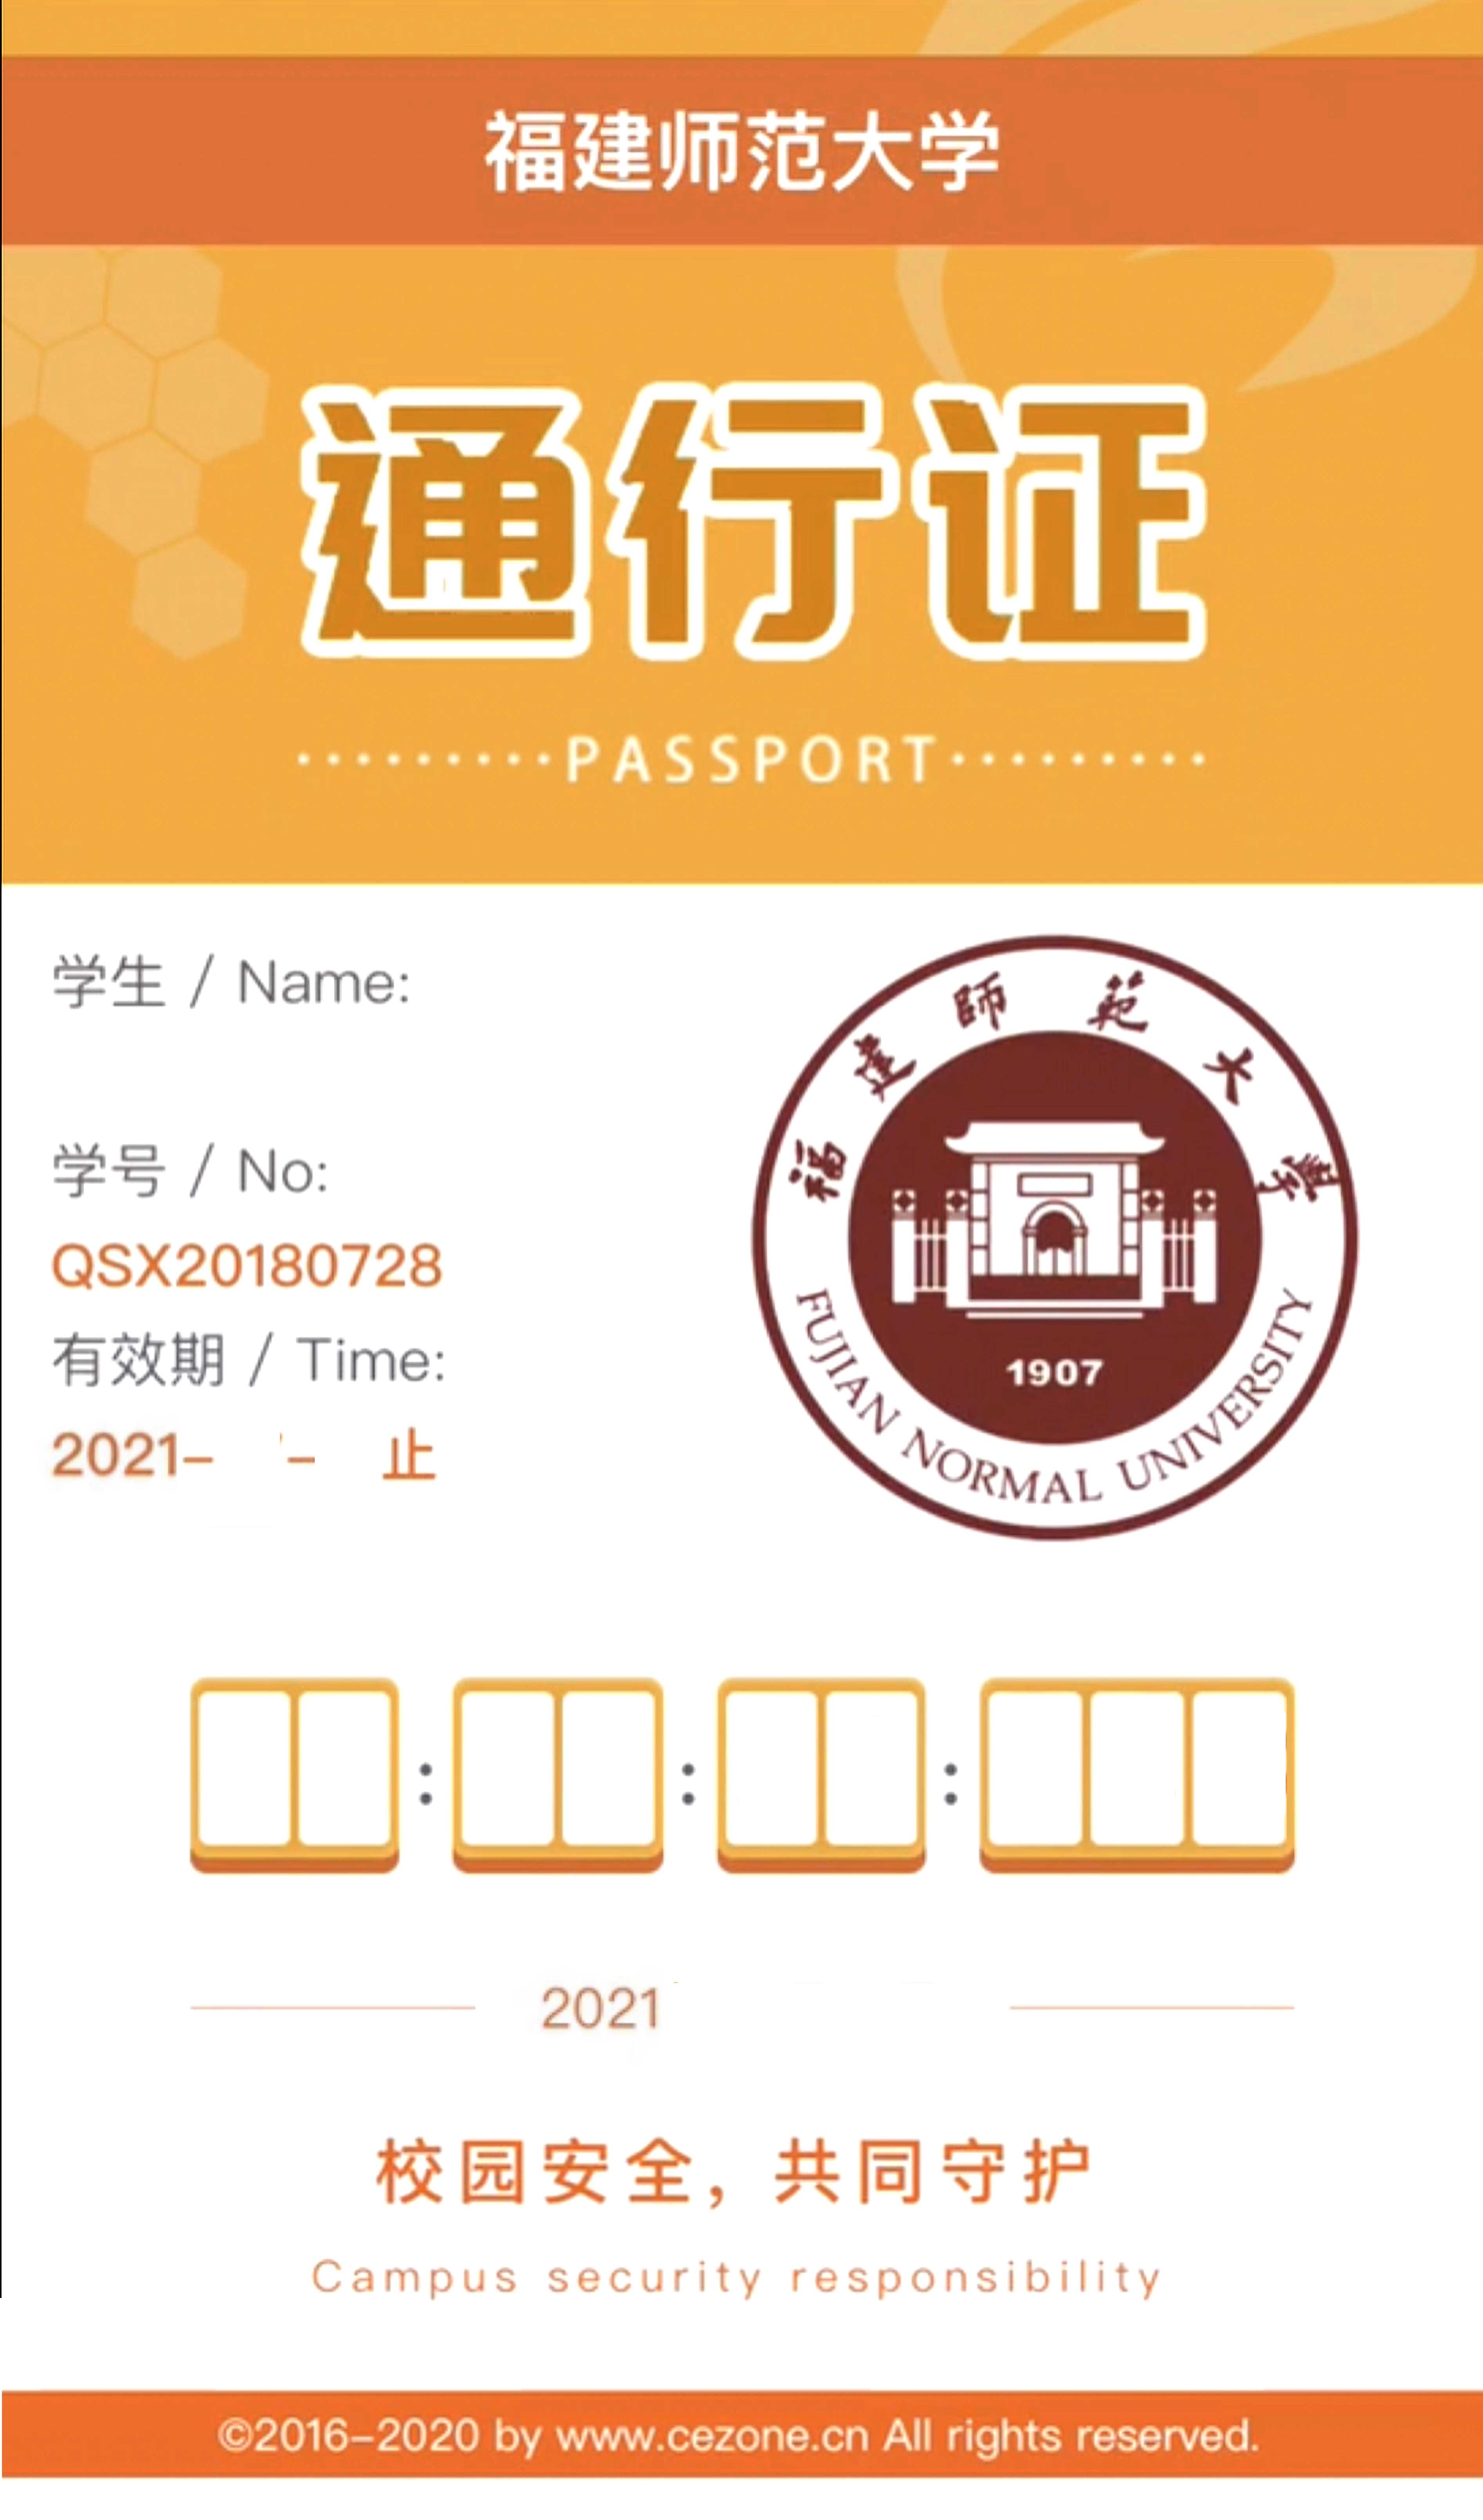 福建师范大学
通行证
PASSPORT
学生 / Name:
学号 / No:
QSX20180728
有效期 / Time:
2021- - 止
福建師範大學
1907
FUJIAN NORMAL UNIVERSITY
: : :
2021
校园安全，共同守护
Campus security responsibility
©2016-2020 by www.cezone.cn All rights reserved.